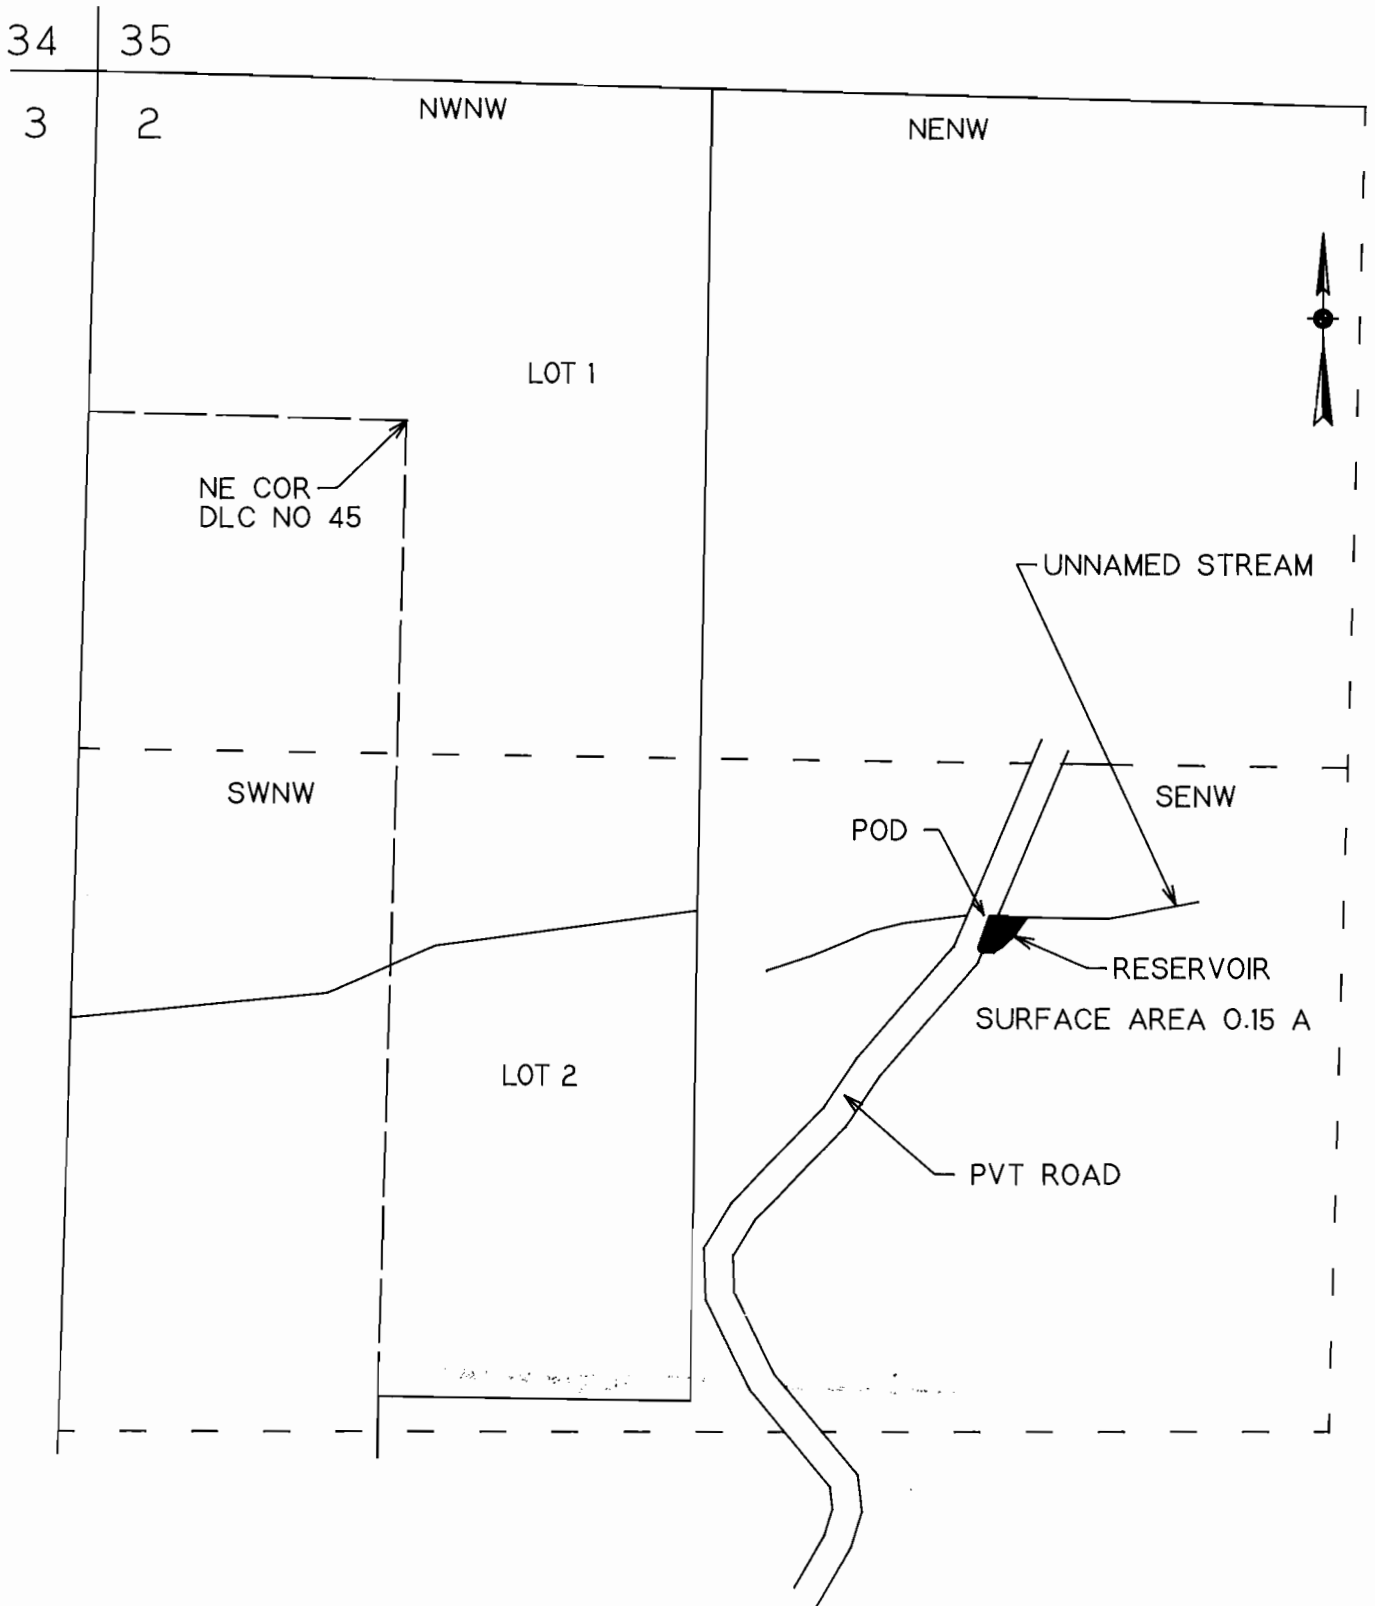 34 35
3 2
NWNW
NENW
LOT 1
NE COR
DLC NO 45
UNNAMED STREAM
SWNW
SENW
POD
RESERVOIR
SURFACE AREA 0.15 A
LOT 2
PVT ROAD